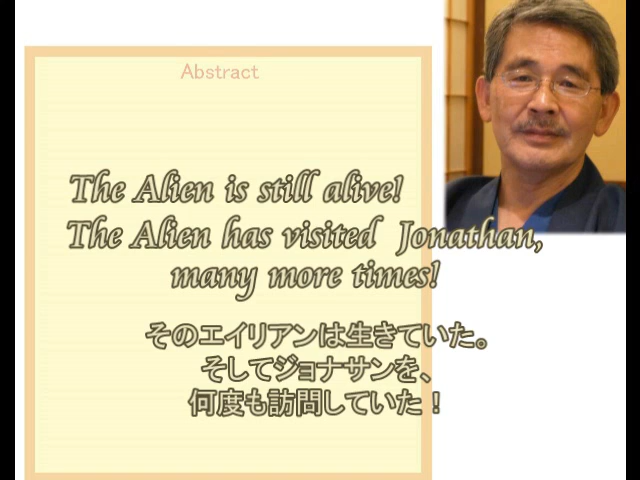 Abstract
The Alien is still alive!
The Alien has visited Jonathan,
many more times!
そのエイリアンは生きていた。
そしてジョナサンを、
何度も訪問していた！